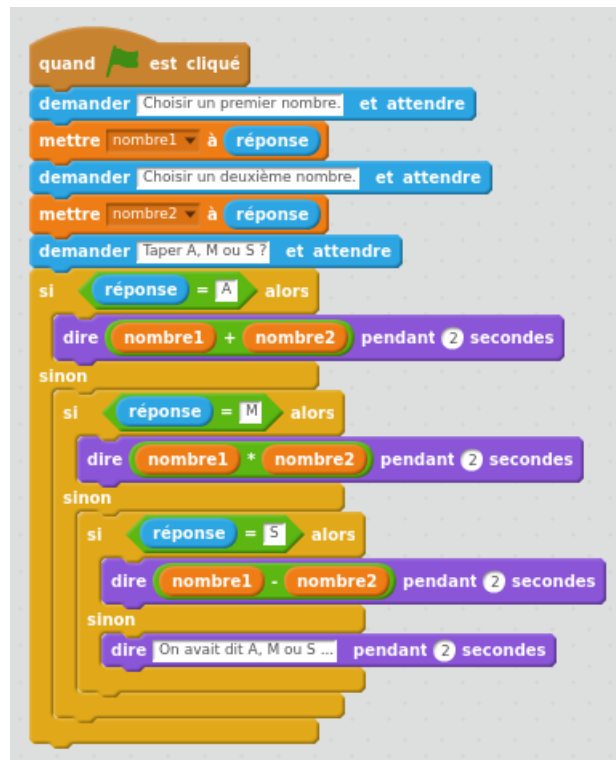 quand est cliqué
demander Choisir un premier nombre. et attendre
mettre nombre1 à réponse
demander Choisir un deuxième nombre. et attendre
mettre nombre2 à réponse
demander Taper A, M ou S ? et attendre
si réponse = A alors
dire nombre1 + nombre2 pendant 2 secondes
sinon
si réponse = M alors
dire nombre1 * nombre2 pendant 2 secondes
sinon
si réponse = S alors
dire nombre1 - nombre2 pendant 2 secondes
sinon
dire On avait dit A, M ou S ... pendant 2 secondes